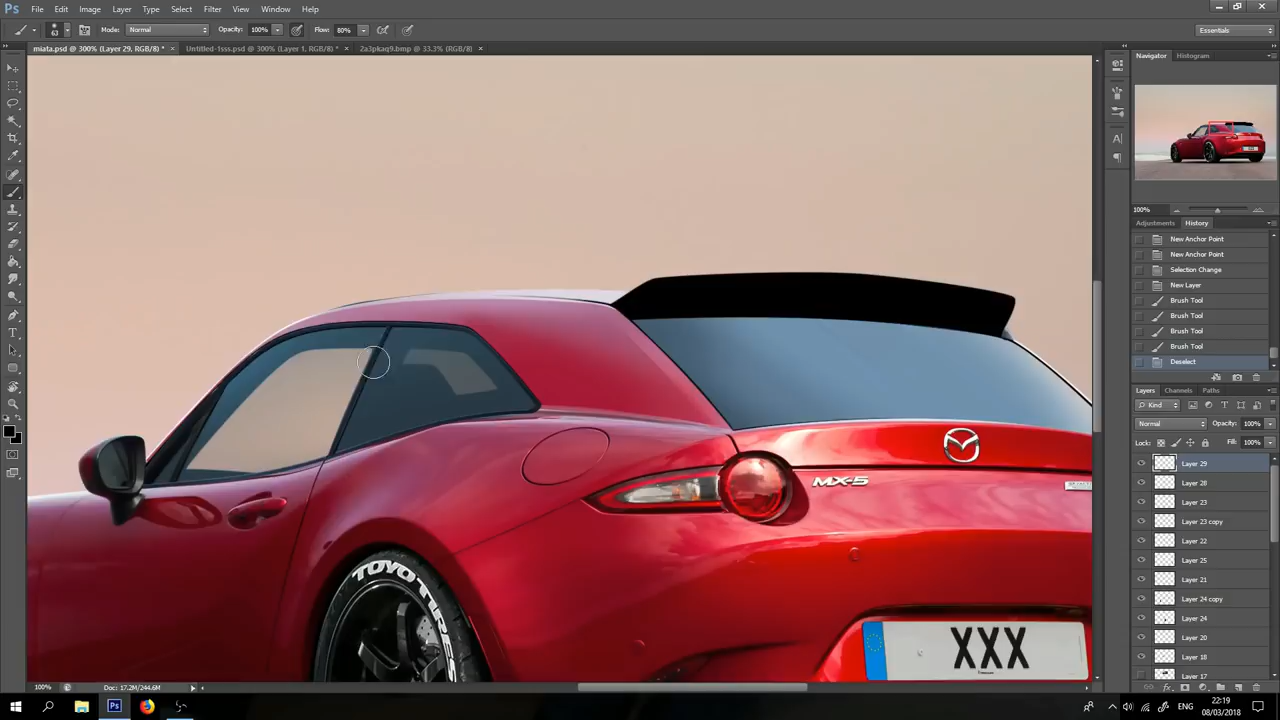 Ps File Edit Image Layer Type Select Filter Analysis View Window Help
63 Mode: Normal Opacity: 100% Flow: 80% Essentials
miata.psd @ 300% (Layer 29, RGB/8) * × Untitled-1sss.psd @ 300% (Layer 1, RGB/8) * × 2a3pkaq9.bmp @ 33.3% (RGB/8) ×
Navigator Histogram
100%
Adjustments History
New Anchor Point
New Anchor Point
Selection Change
New Layer
Brush Tool
Brush Tool
Brush Tool
Brush Tool
Deselect
Layers Channels Paths
Kind
Normal Opacity: 100%
Lock: Fill: 100%
Layer 29
Layer 28
Layer 23
Layer 23 copy
Layer 22
Layer 25
Layer 21
Layer 24 copy
Layer 24
Layer 20
Layer 18
Layer 17
MX-5
TOYO TIRES
XXX
100% Doc: 17.2M/244.6M
ENG 22:19
08/03/2018